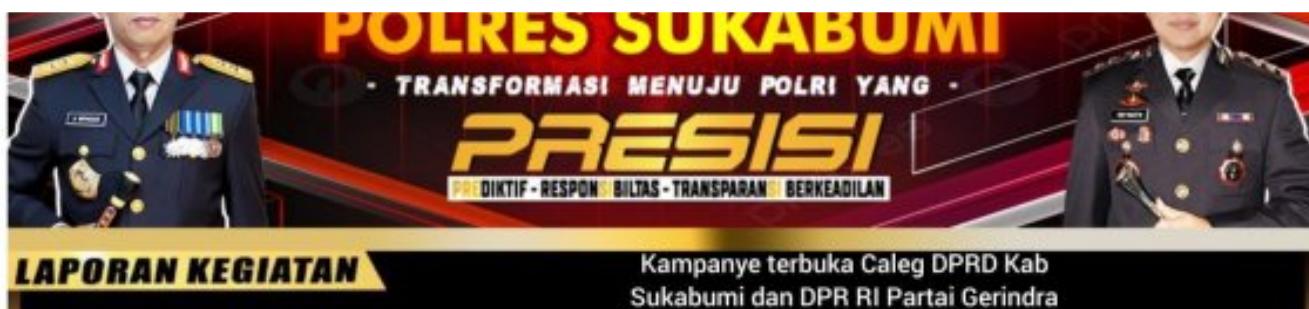 POLRES SUKABUMI
- TRANSFORMASI MENUJU POLRI YANG -
PRESISI
PREDIKTIF - RESPONSIBILTAS - TRANSPARANSI BERKEADILAN
LAPORAN KEGIATAN
Kampanye terbuka Caleg DPRD Kab
Sukabumi dan DPR RI Partai Gerindra